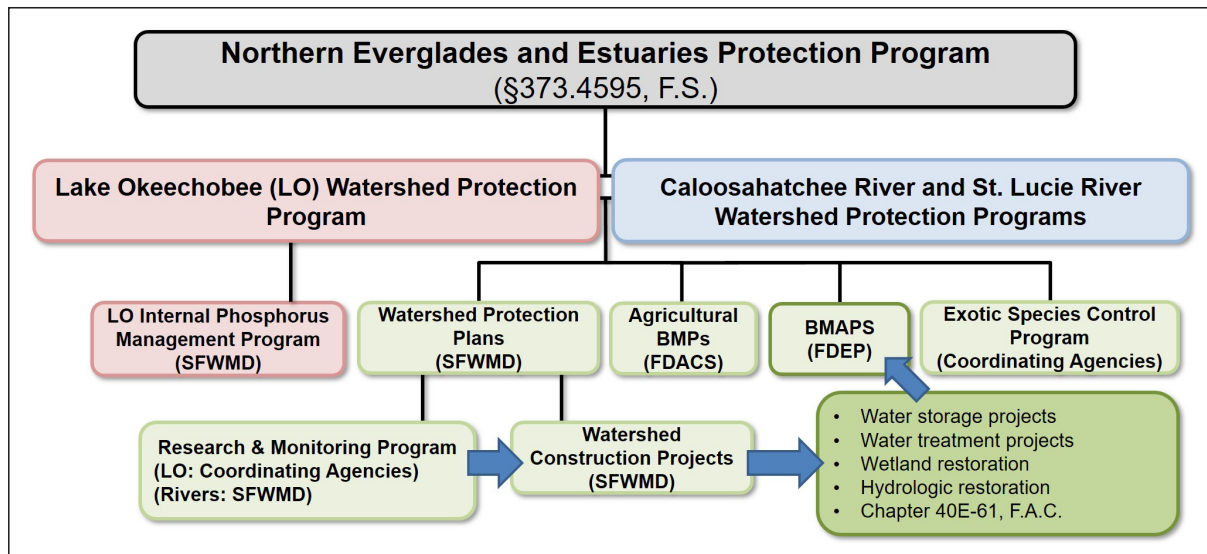 Northern Everglades and Estuaries Protection Program
(§373.4595, F.S.)
Lake Okeechobee (LO) Watershed Protection
Program
Caloosahatchee River and St. Lucie River
Watershed Protection Programs
LO Internal Phosphorus
Management Program
(SFWMD)
Watershed Protection
Plans
(SFWMD)
Agricultural
BMPs
(FDACS)
BMAPS
(FDEP)
Exotic Species Control
Program
(Coordinating Agencies)
Research & Monitoring Program
(LO: Coordinating Agencies)
(Rivers: SFWMD)
Watershed
Construction Projects
(SFWMD)
• Water storage projects
• Water treatment projects
• Wetland restoration
• Hydrologic restoration
• Chapter 40E-61, F.A.C.